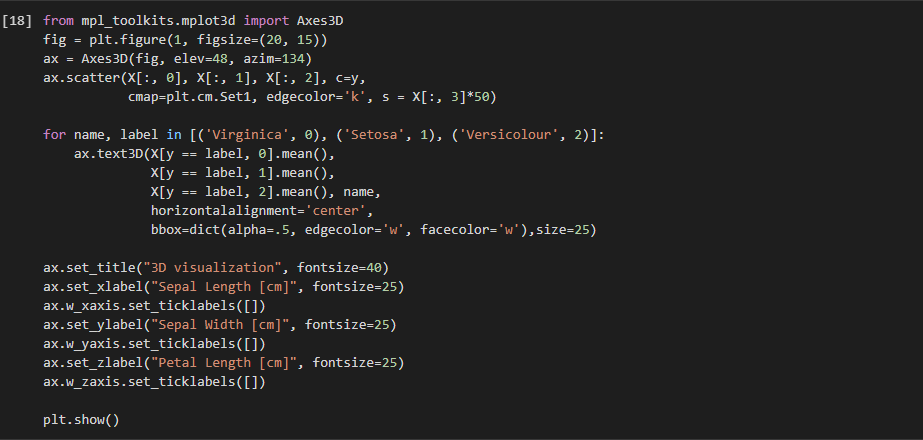 [18] from mpl_toolkits.mplot3d import Axes3D
fig = plt.figure(1, figsize=(20, 15))
ax = Axes3D(fig, elev=48, azim=134)
ax.scatter(X[:, 0], X[:, 1], X[:, 2], c=y,
           cmap=plt.cm.Set1, edgecolor='k', s = X[:, 3]*50)

for name, label in [('Virginica', 0), ('Setosa', 1), ('Versicolour', 2)]:
    ax.text3D(X[y == label, 0].mean(),
              X[y == label, 1].mean(),
              X[y == label, 2].mean(), name,
              horizontalalignment='center',
              bbox=dict(alpha=.5, edgecolor='w', facecolor='w'),size=25)

ax.set_title("3D visualization", fontsize=40)
ax.set_xlabel("Sepal Length [cm]", fontsize=25)
ax.w_xaxis.set_ticklabels([])
ax.set_ylabel("Sepal Width [cm]", fontsize=25)
ax.w_yaxis.set_ticklabels([])
ax.set_zlabel("Petal Length [cm]", fontsize=25)
ax.w_zaxis.set_ticklabels([])

plt.show()